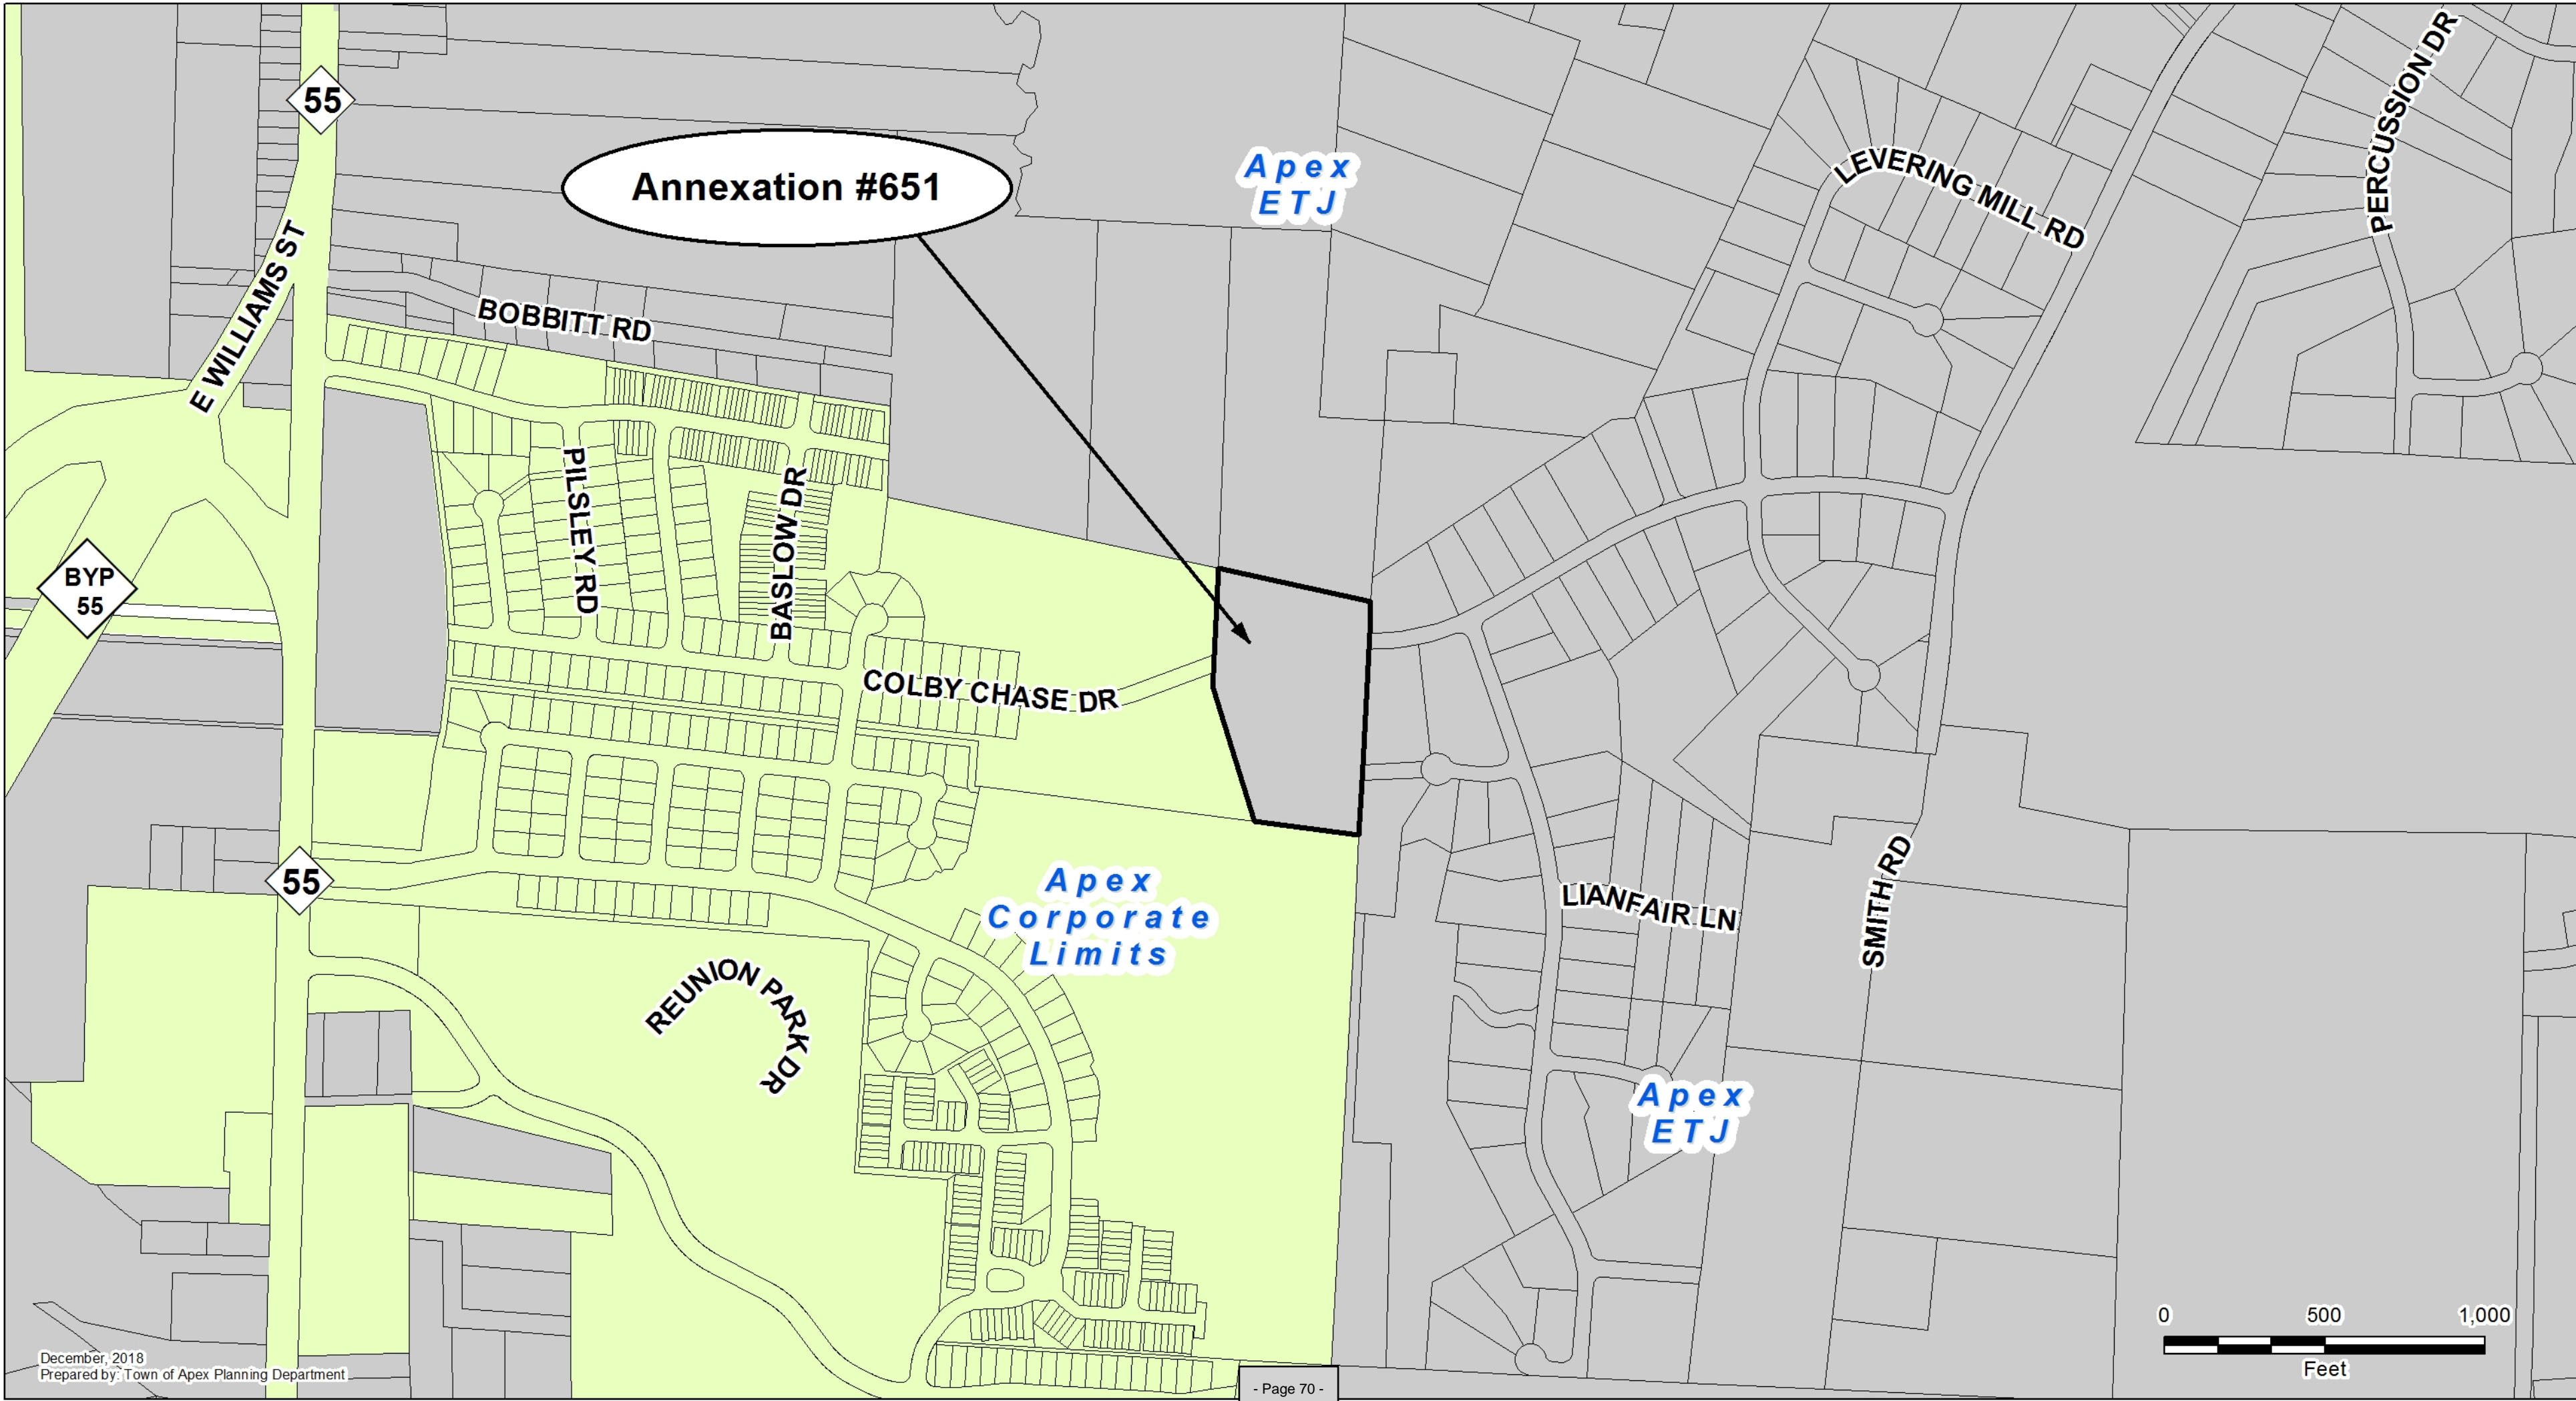 PERCUSSION DR
55
Annexation #651
Apex
ETJ
LEVERING MILL RD
E WILLIAMS ST
BOBBITT RD
PILSLEY RD
BASLOW DR
BYP
55
COLBY CHASE DR
55
Apex
Corporate
Limits
LIANFAIR LN
SMITH RD
REUNION PARK DR
Apex
ETJ
0 500 1,000
Feet
December, 2018
Prepared by: Town of Apex Planning Department
- Page 70 -